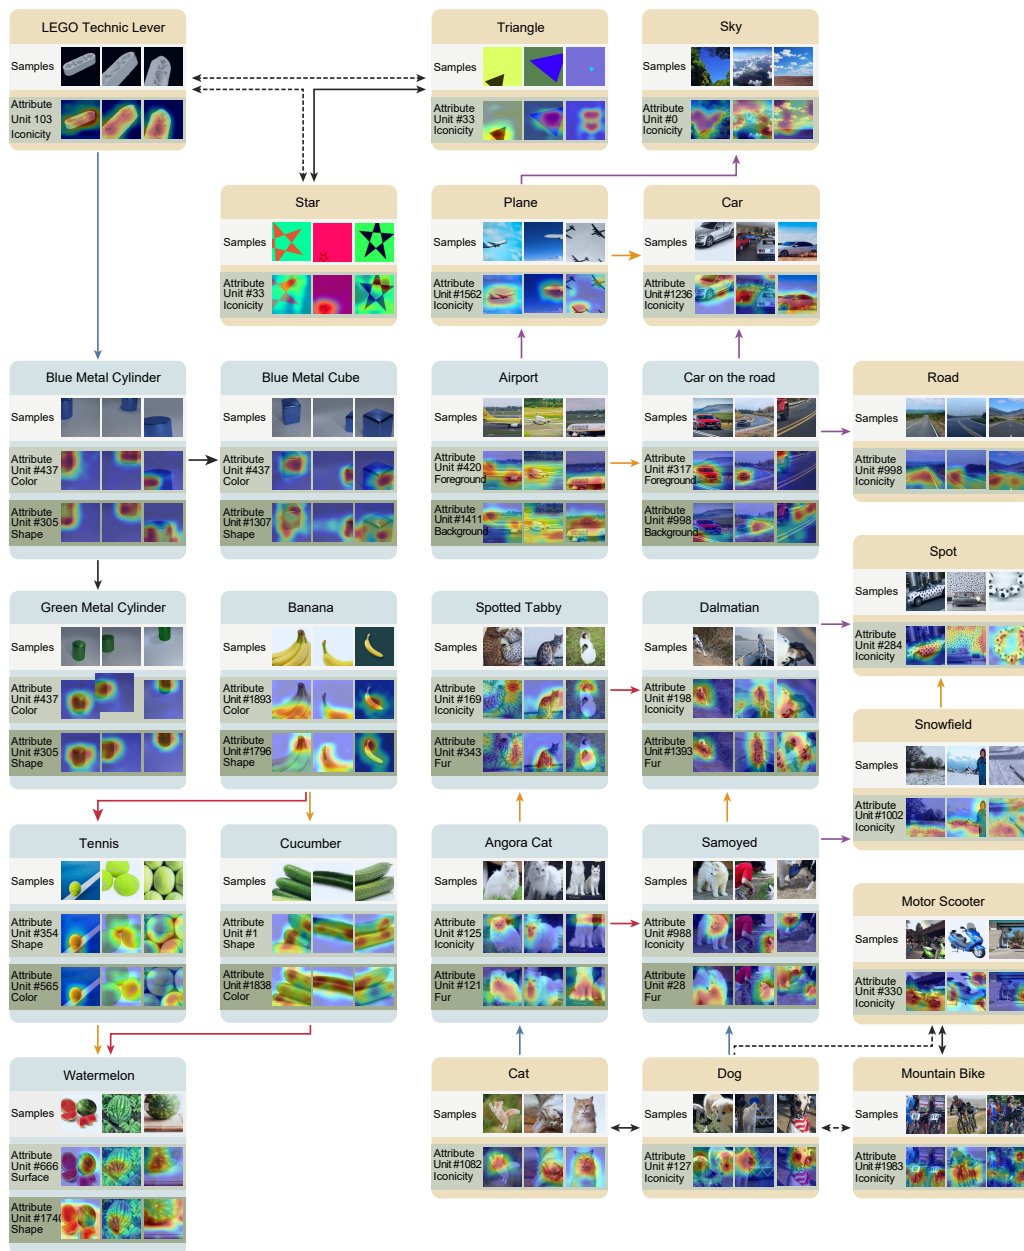 LEGO Technic Lever
Samples
Attribute
Unit 103
Iconicity
Triangle
Samples
Attribute
Unit #33
Iconicity
Sky
Samples
Attribute
Unit #0
Iconicity
Star
Samples
Attribute
Unit #33
Iconicity
Plane
Samples
Attribute
Unit #1562
Iconicity
Car
Samples
Attribute
Unit #1236
Iconicity
Blue Metal Cylinder
Samples
Attribute
Unit #437
Color
Attribute
Unit #305
Shape
Blue Metal Cube
Samples
Attribute
Unit #437
Color
Attribute
Unit #1307
Shape
Airport
Samples
Attribute
Unit #420
Foreground
Attribute
Unit #1411
Background
Car on the road
Samples
Attribute
Unit #317
Foreground
Attribute
Unit #998
Background
Road
Samples
Attribute
Unit #998
Iconicity
Spot
Samples
Attribute
Unit #284
Iconicity
Green Metal Cylinder
Samples
Attribute
Unit #437
Color
Attribute
Unit #305
Shape
Banana
Samples
Attribute
Unit #1893
Color
Attribute
Unit #1796
Shape
Spotted Tabby
Samples
Attribute
Unit #169
Iconicity
Attribute
Unit #343
Fur
Dalmatian
Samples
Attribute
Unit #198
Iconicity
Attribute
Unit #1393
Fur
Snowfield
Samples
Attribute
Unit #1002
Iconicity
Tennis
Samples
Attribute
Unit #354
Shape
Attribute
Unit #565
Color
Cucumber
Samples
Attribute
Unit #1
Shape
Attribute
Unit #1838
Color
Angora Cat
Samples
Attribute
Unit #125
Iconicity
Attribute
Unit #121
Fur
Samoyed
Samples
Attribute
Unit #988
Iconicity
Attribute
Unit #28
Fur
Motor Scooter
Samples
Attribute
Unit #330
Iconicity
Watermelon
Samples
Attribute
Unit #666
Surface
Attribute
Unit #1740
Shape
Cat
Samples
Attribute
Unit #1082
Iconicity
Dog
Samples
Attribute
Unit #127
Iconicity
Mountain Bike
Samples
Attribute
Unit #1983
Iconicity